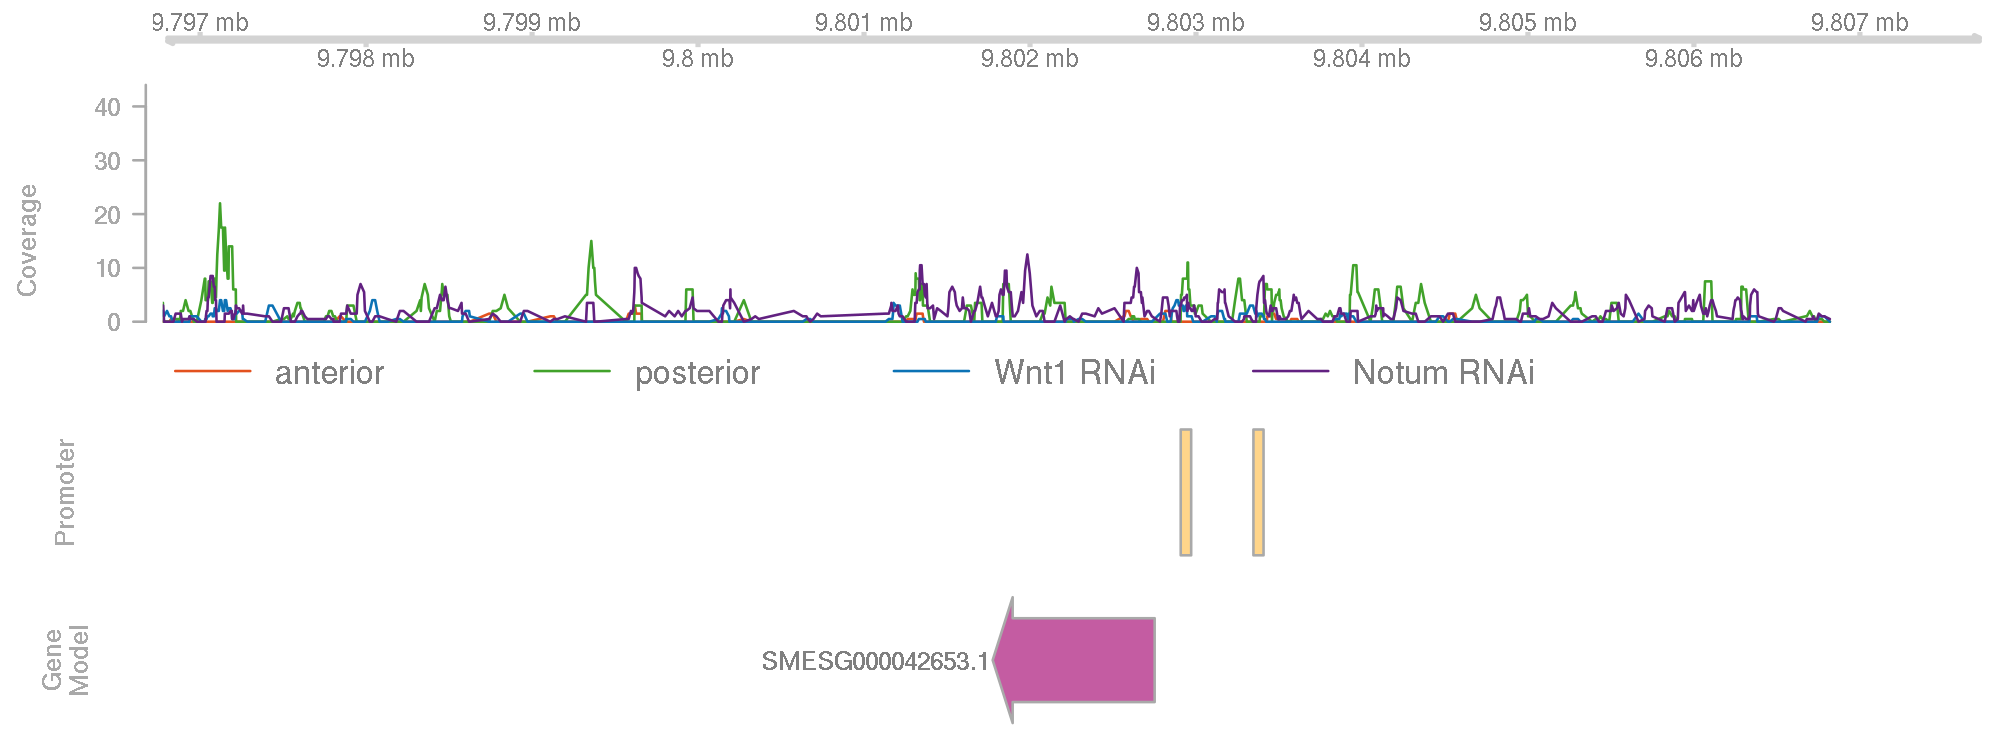 9.797 mb 9.799 mb 9.801 mb 9.803 mb 9.805 mb 9.807 mb
9.798 mb 9.8 mb 9.802 mb 9.804 mb 9.806 mb
Coverage
40
30
20
10
0
anterior posterior Wnt1 RNAi Notum RNAi
Promoter
Gene
Model
SMESG000042653.1